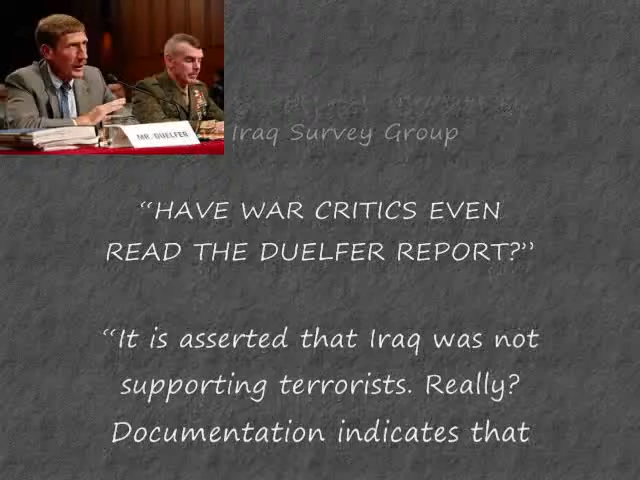 MR. DUELFER
Iraq Survey Group
“HAVE WAR CRITICS EVEN
READ THE DUELFER REPORT?”
“It is asserted that Iraq was not
supporting terrorists. Really?
Documentation indicates that